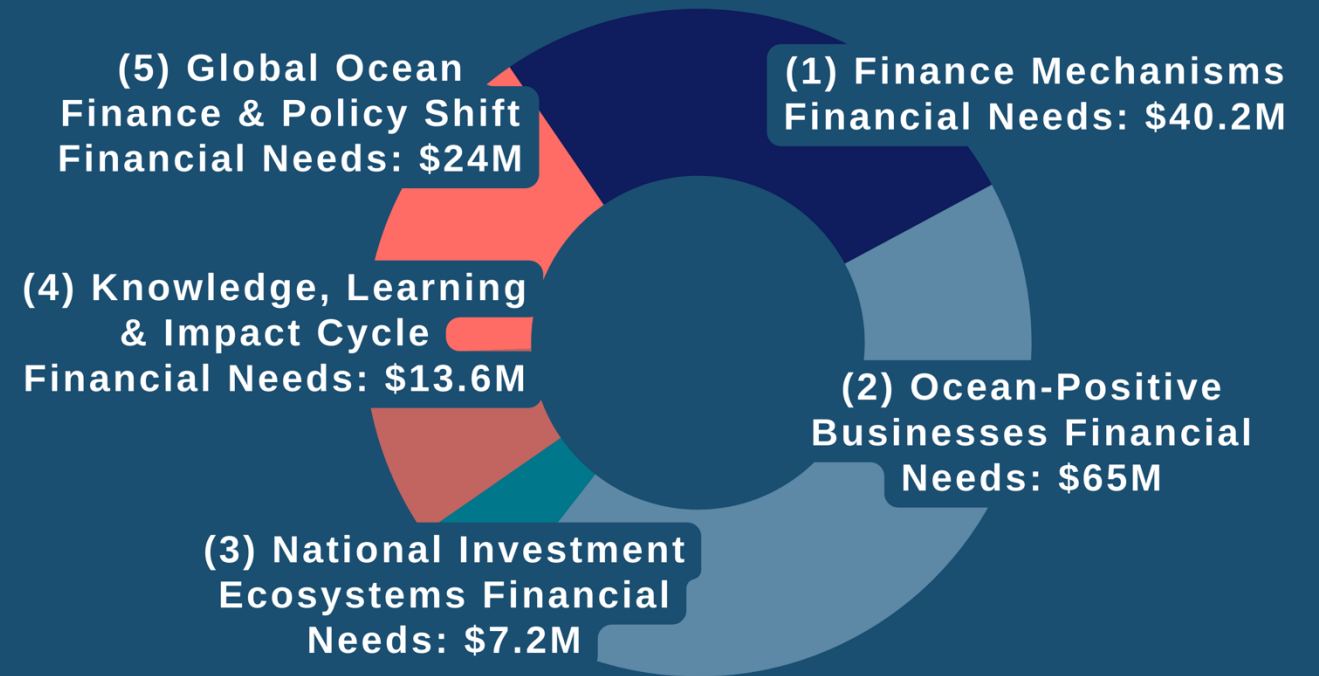 (1) Finance Mechanisms
Financial Needs: $40.2M
(2) Ocean-Positive
Businesses Financial
Needs: $65M
(3) National Investment
Ecosystems Financial
Needs: $7.2M
(4) Knowledge, Learning
& Impact Cycle
Financial Needs: $13.6M
(5) Global Ocean
Finance & Policy Shift
Financial Needs: $24M